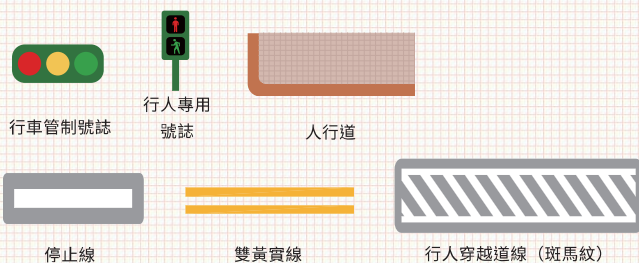 行車管制號誌
行人專用
號誌
人行道
停止線
雙黃實線
行人穿越道線（斑馬紋）